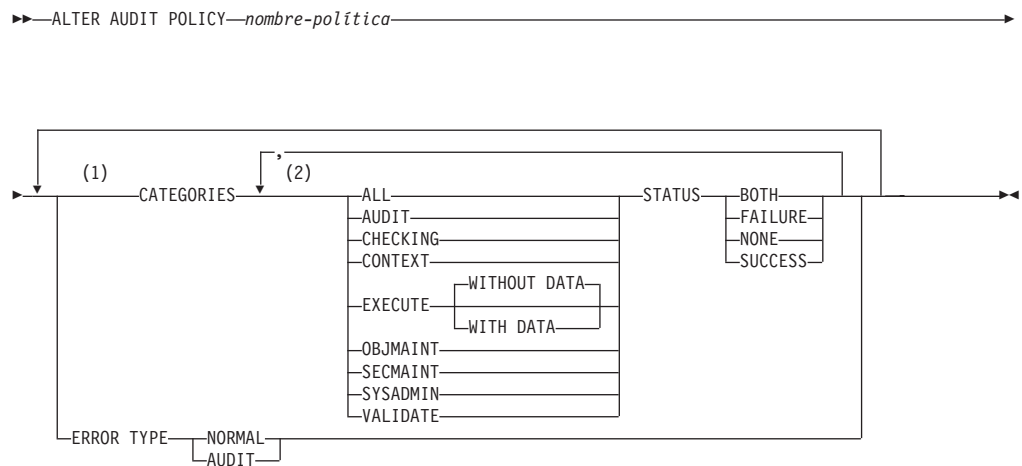 ALTER AUDIT POLICY nombre-política
,
(1) (2)
CATEGORIES ALL STATUS BOTH
AUDIT FAILURE
CHECKING NONE
CONTEXT SUCCESS
WITHOUT DATA
EXECUTE
WITH DATA
OBJMAINT
SECMAINT
SYSADMIN
VALIDATE
ERROR TYPE NORMAL
AUDIT